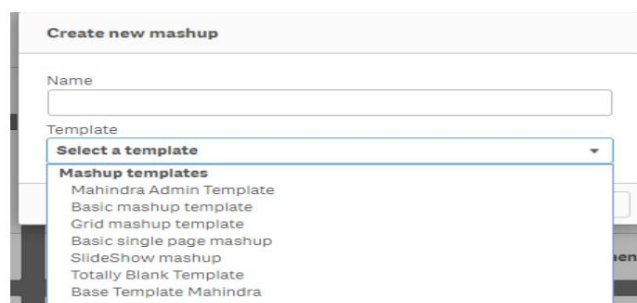 Create new mashup
Name
Template
Select a template
Mashup templates
Mahindra Admin Template
Basic mashup template
Grid mashup template
Basic single page mashup
SlideShow mashup
Totally Blank Template
Base Template Mahindra